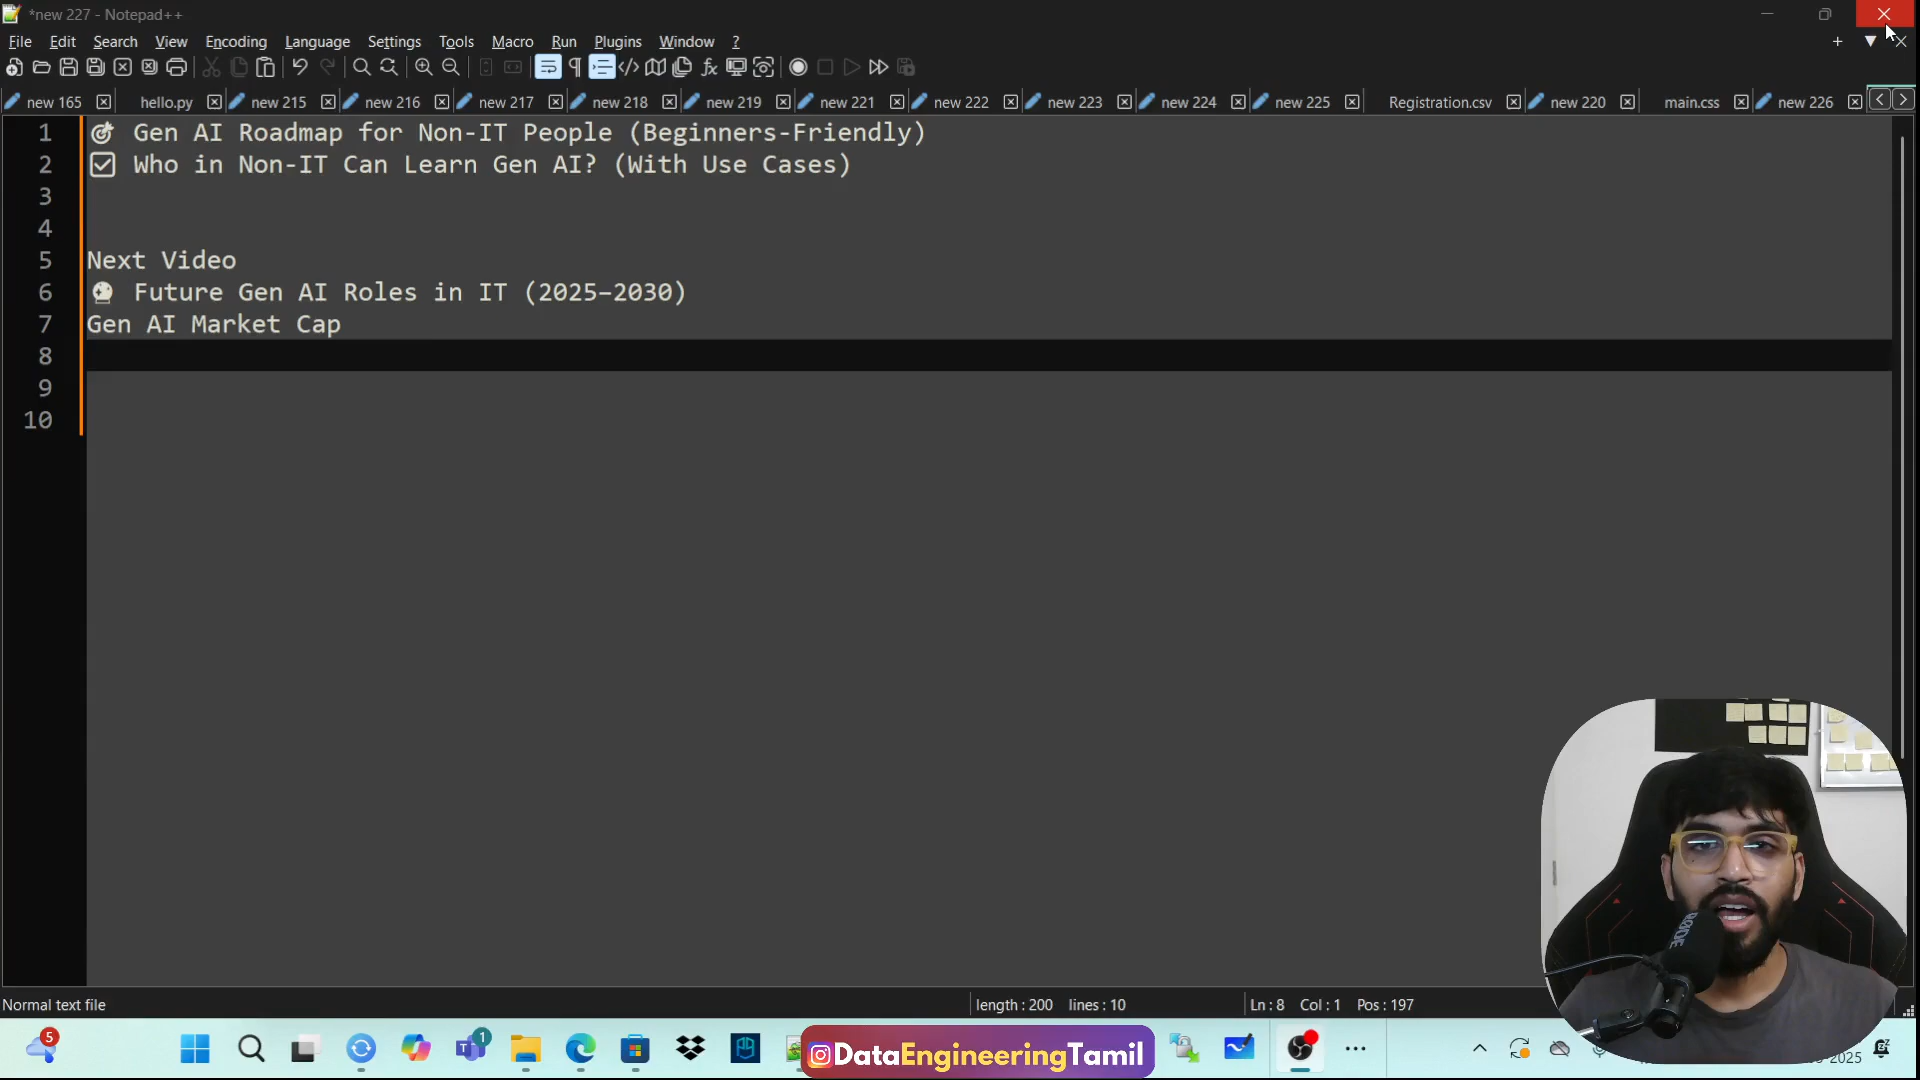 *new 227 - Notepad++
File Edit Search View Encoding Language Settings Tools Macro Run Plugins Window ?
new 165 hello.py new 215 new 216 new 217 new 218 new 219 new 221 new 222 new 223 new 224 new 225 Registration.csv new 220 main.css new 226
1 🎯 Gen AI Roadmap for Non-IT People (Beginners-Friendly)
2 ☑ Who in Non-IT Can Learn Gen AI? (With Use Cases)
3
4
5 Next Video
6 🔮 Future Gen AI Roles in IT (2025–2030)
7 Gen AI Market Cap
8
9
10
Normal text file length : 200 lines : 10 Ln : 8 Col : 1 Pos : 197
5 1 DataEngineeringTamil 2025
RØDE